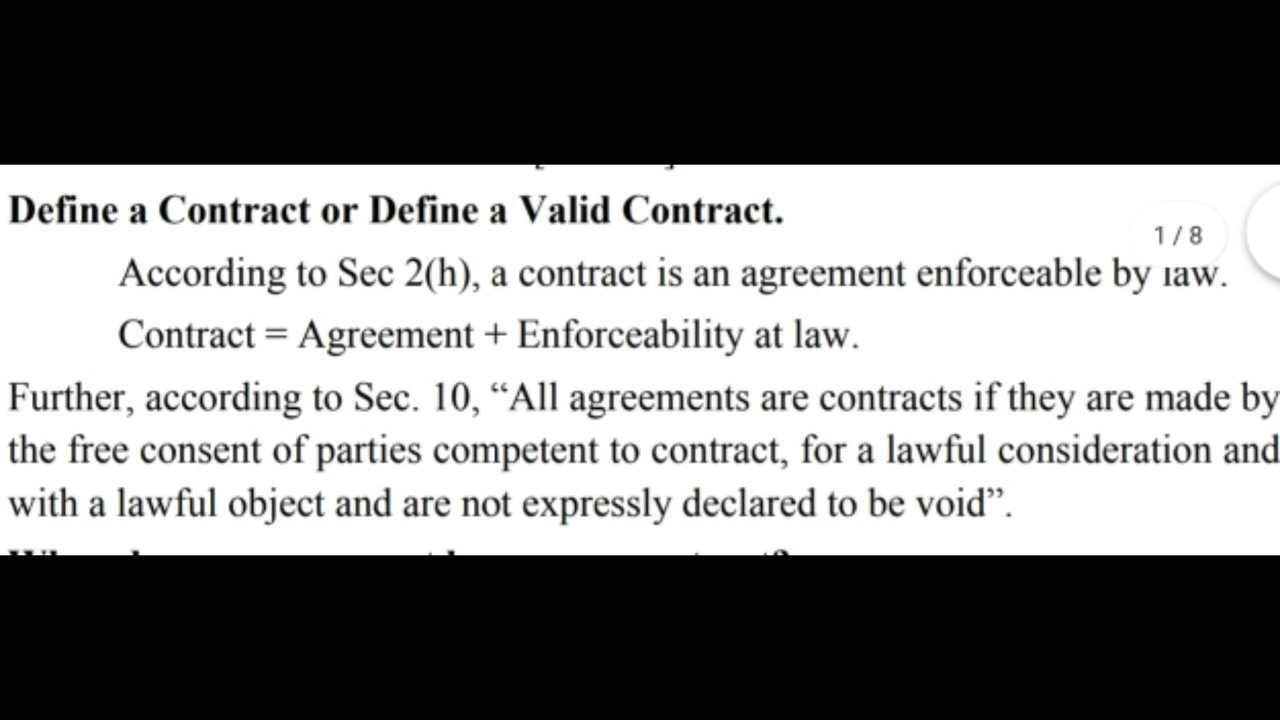 Define a Contract or Define a Valid Contract.
1 / 8
According to Sec 2(h), a contract is an agreement enforceable by law.
Contract = Agreement + Enforceability at law.
Further, according to Sec. 10, “All agreements are contracts if they are made by
the free consent of parties competent to contract, for a lawful consideration and
with a lawful object and are not expressly declared to be void”.